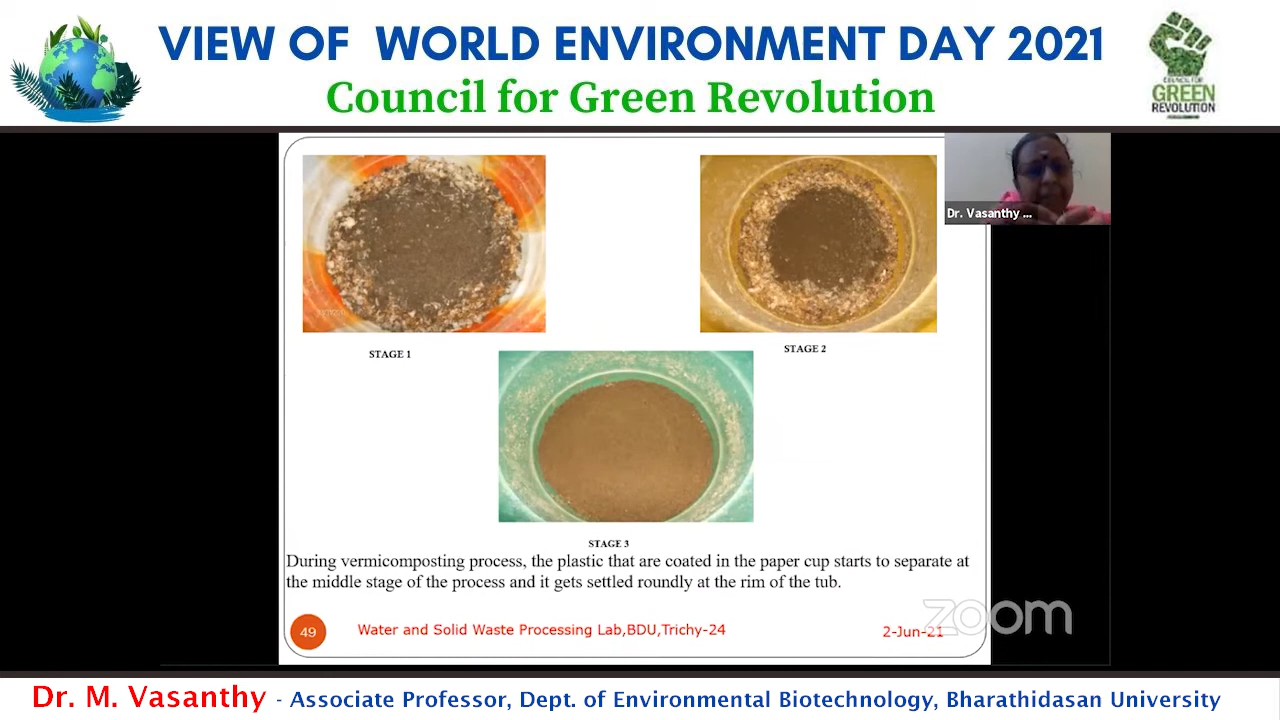 VIEW OF WORLD ENVIRONMENT DAY 2021
Council for Green Revolution
COUNCIL FOR
GREEN
REVOLUTION
Dr. Vasanthy ...
STAGE 1
STAGE 2
STAGE 3
During vermicomposting process, the plastic that are coated in the paper cup starts to separate at
the middle stage of the process and it gets settled roundly at the rim of the tub.
49
Water and Solid Waste Processing Lab,BDU,Trichy-24
2-Jun-21
zoom
Dr. M. Vasanthy - Associate Professor, Dept. of Environmental Biotechnology, Bharathidasan University